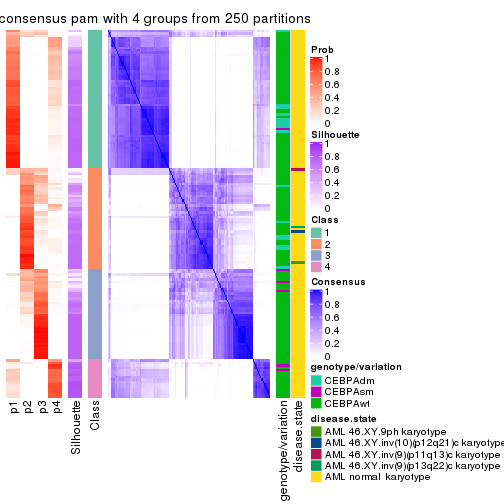 consensus pam with 4 groups from 250 partitions
Prob
1
0.8
0.6
0.4
0.2
0
Silhouette
1
0.8
0.6
0.4
0.2
0
Class
1
2
3
4
Consensus
1
0.8
0.6
0.4
0.2
0
genotype/variation
CEBPAdm
CEBPAsm
CEBPAwt
disease.state
AML 46.XY.9ph karyotype
AML 46.XY.inv(10)(p12q21)c karyotype
AML 46.XY.inv(9)(p11q13)c karyotype
AML 46.XY.inv(9)(p13q22)c karyotype
AML normal karyotype
p1
p2
p3
p4
Silhouette
Class
genotype/variation
disease.state